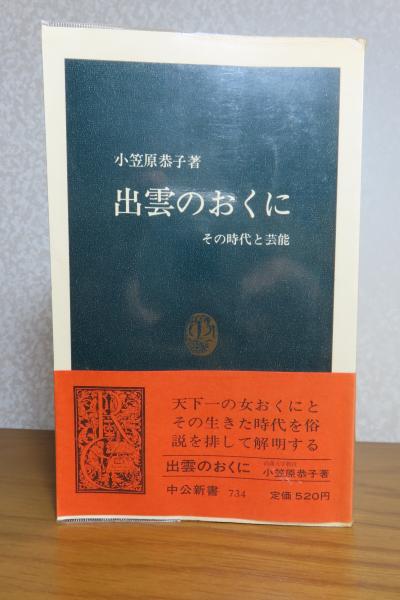 小笠原恭子著
出雲のおくに
その時代と芸能
天下一の女おくにと
その生きた時代を俗
説を排して解明する
出雲のおくに 小笠原恭子著
中公新書 734 定価 520円